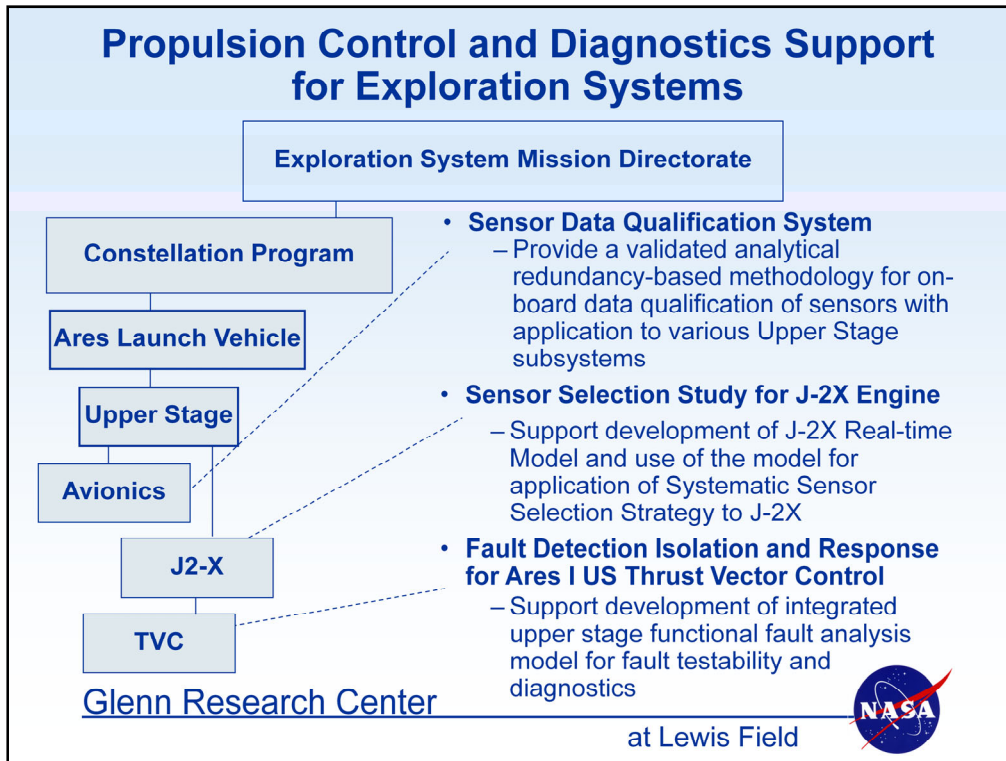 Propulsion Control and Diagnostics Support
for Exploration Systems
Exploration System Mission Directorate
Constellation Program
Ares Launch Vehicle
Upper Stage
Avionics
J2-X
TVC
• Sensor Data Qualification System
– Provide a validated analytical
redundancy-based methodology for on-
board data qualification of sensors with
application to various Upper Stage
subsystems
• Sensor Selection Study for J-2X Engine
– Support development of J-2X Real-time
Model and use of the model for
application of Systematic Sensor
Selection Strategy to J-2X
• Fault Detection Isolation and Response
for Ares I US Thrust Vector Control
– Support development of integrated
upper stage functional fault analysis
model for fault testability and
diagnostics
Glenn Research Center
at Lewis Field
NASA